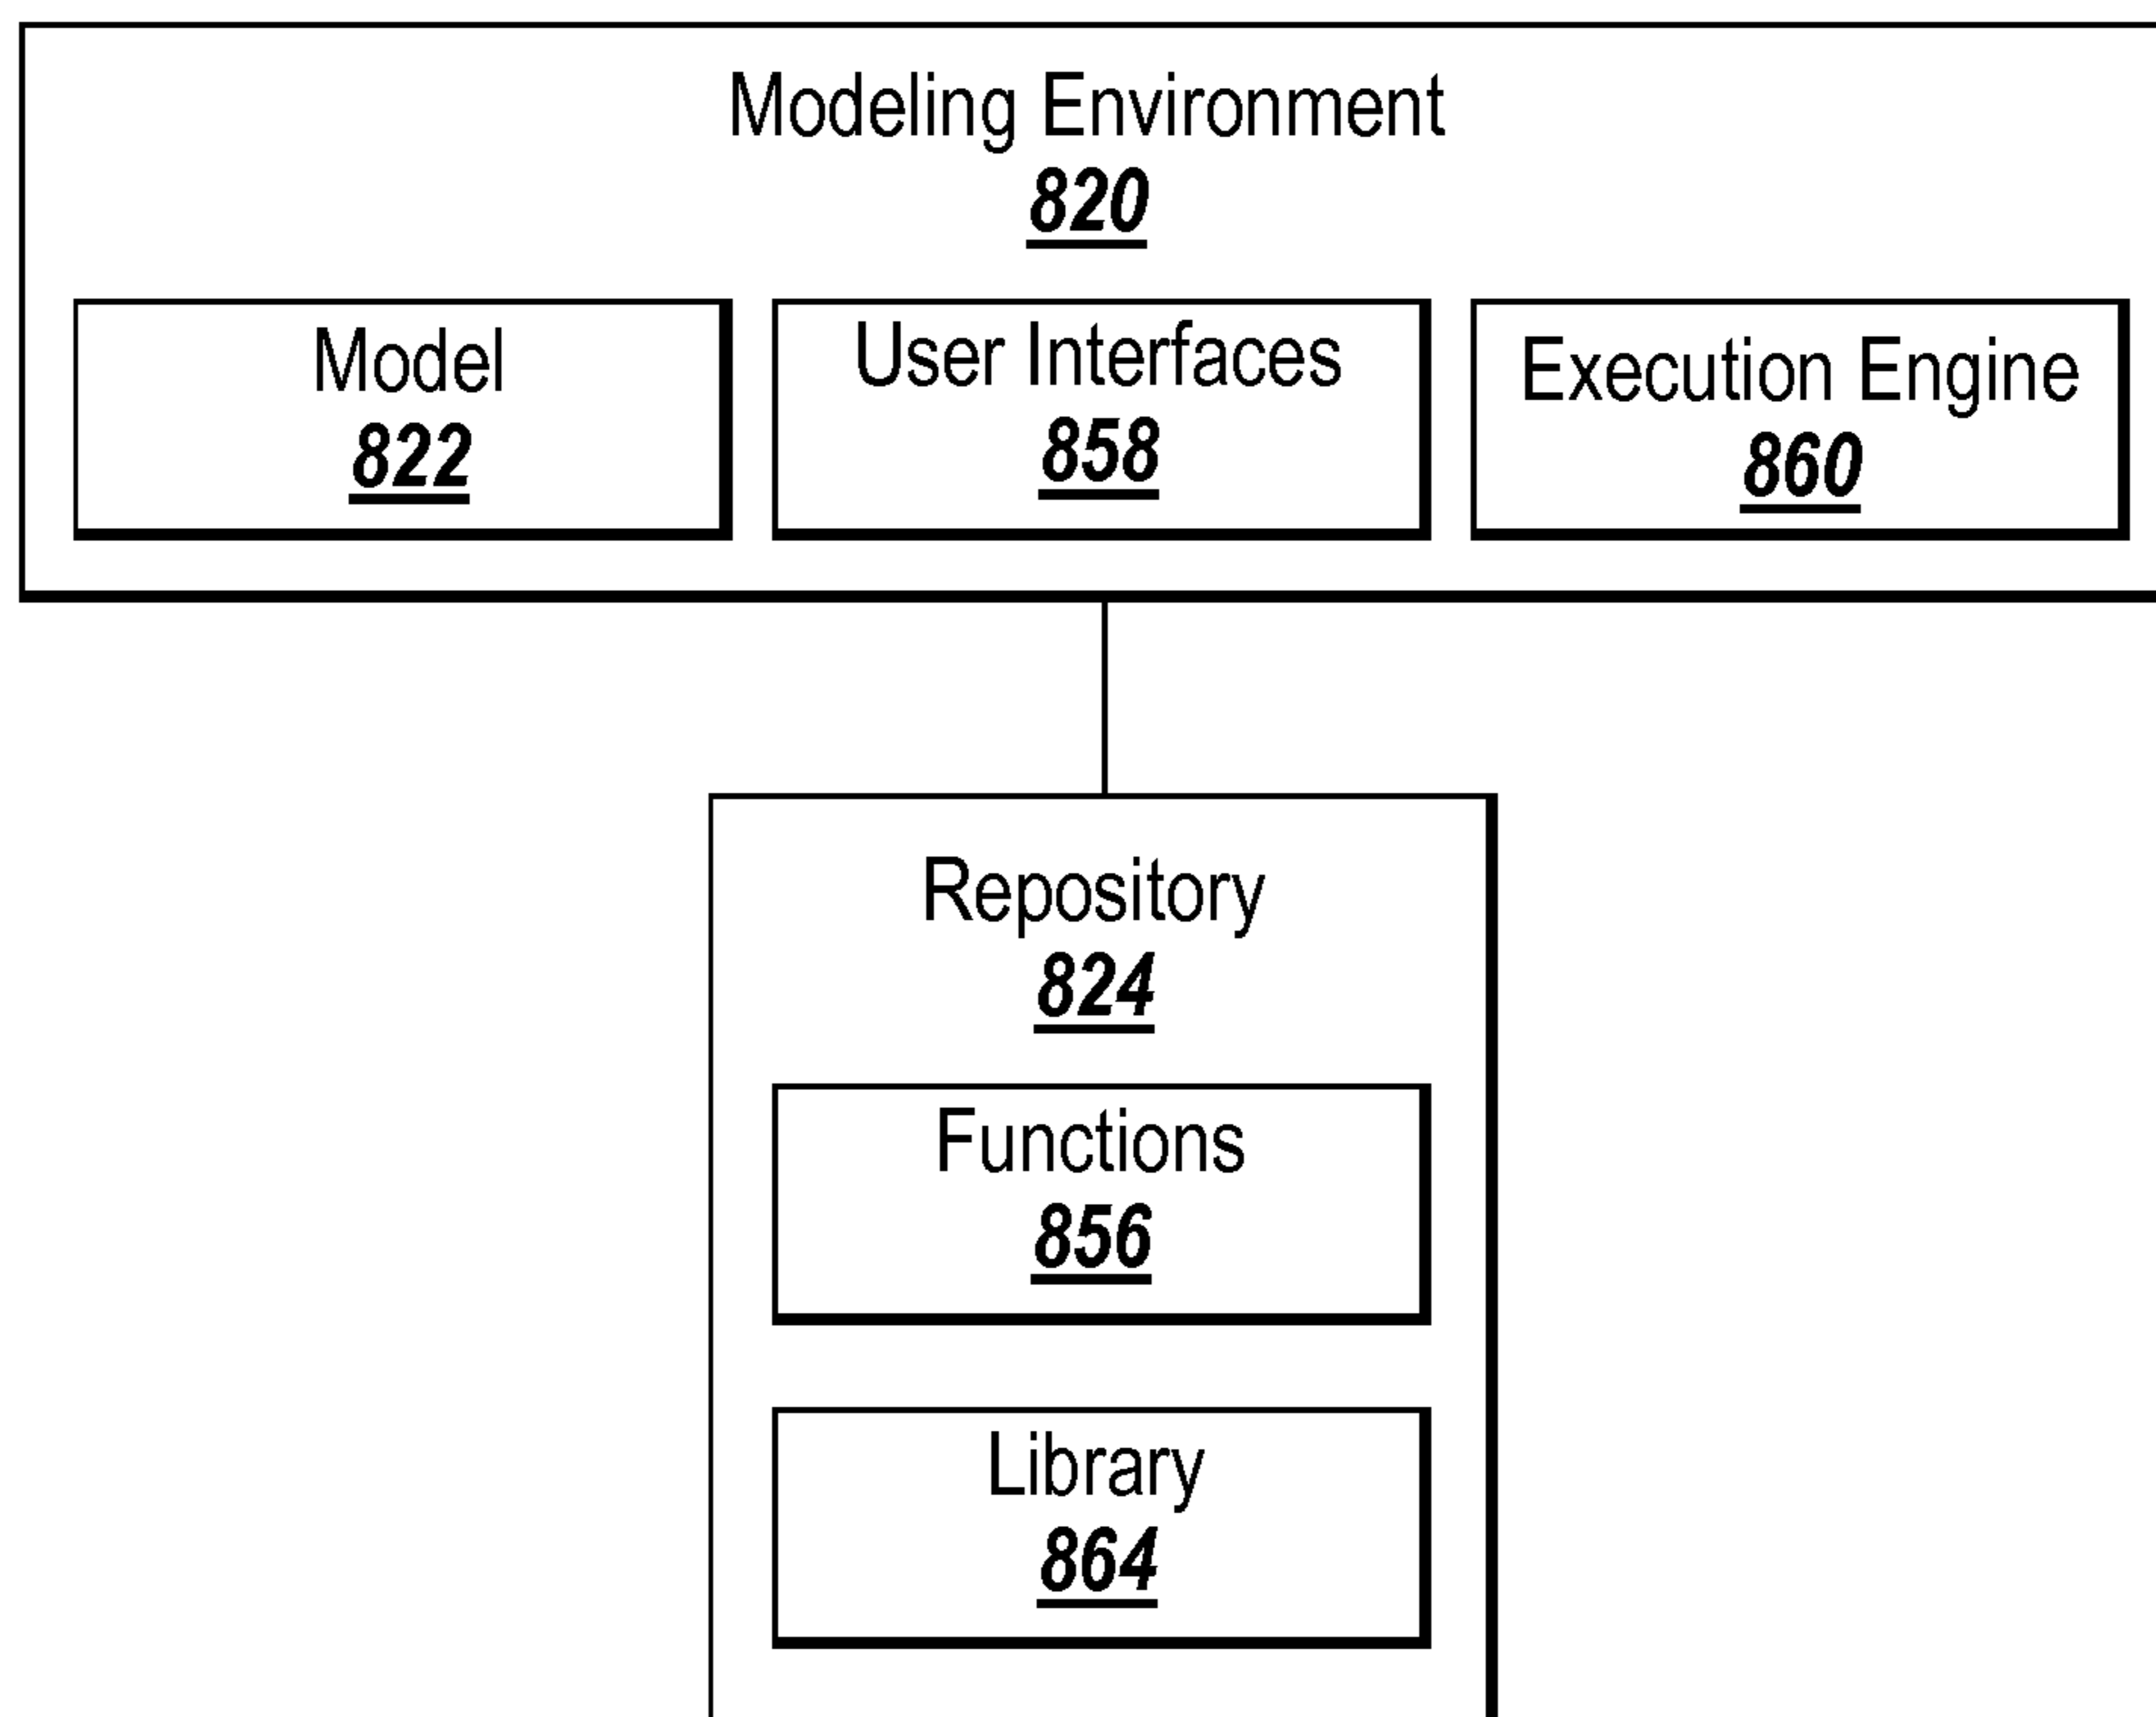 Modeling Environment
820
Model
822
User Interfaces
858
Execution Engine
860
Repository
824
Functions
856
Library
864